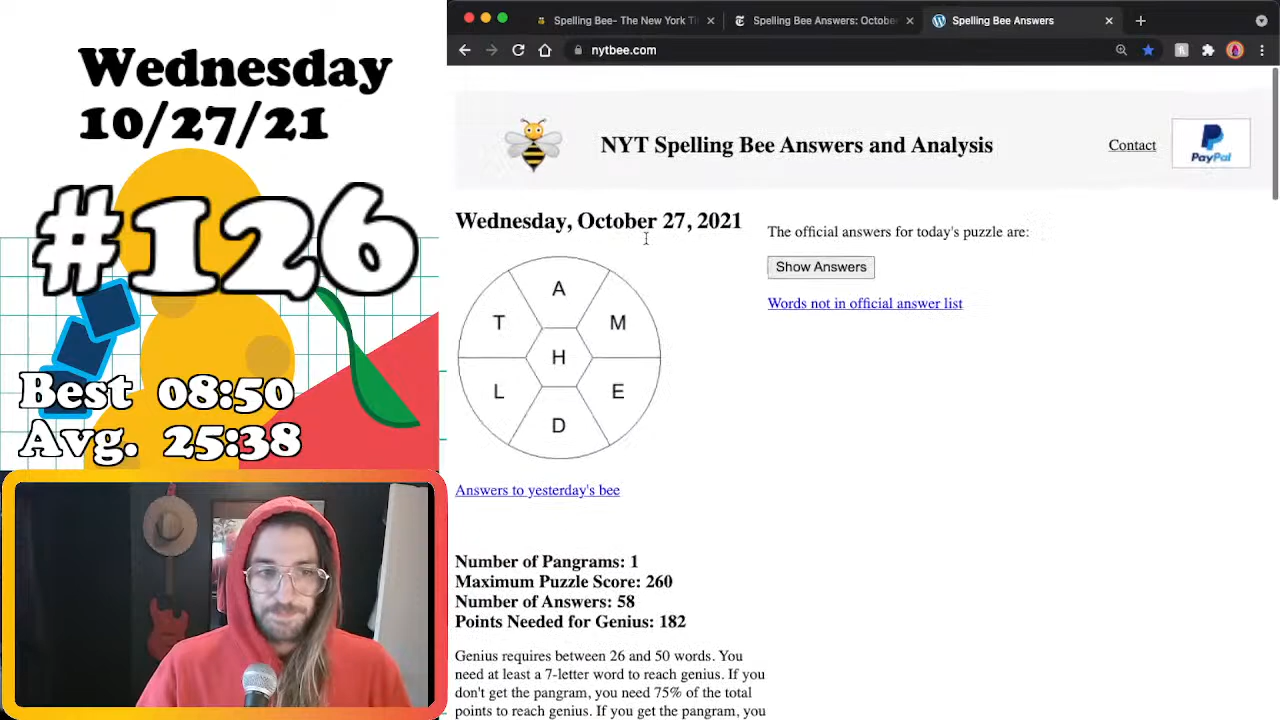 Wednesday
10/27/21
#126
Best 08:50
Avg. 25:38
Spelling Bee- The New York Ti
Spelling Bee Answers: October
Spelling Bee Answers
nytbee.com
NYT Spelling Bee Answers and Analysis
Contact
PayPal
Wednesday, October 27, 2021
A
T
M
H
L
E
D
Answers to yesterday's bee
The official answers for today's puzzle are:
Show Answers
Words not in official answer list
Number of Pangrams: 1
Maximum Puzzle Score: 260
Number of Answers: 58
Points Needed for Genius: 182
Genius requires between 26 and 50 words. You
need at least a 7-letter word to reach genius. If you
don't get the pangram, you need 75% of the total
points to reach genius. If you get the pangram, you